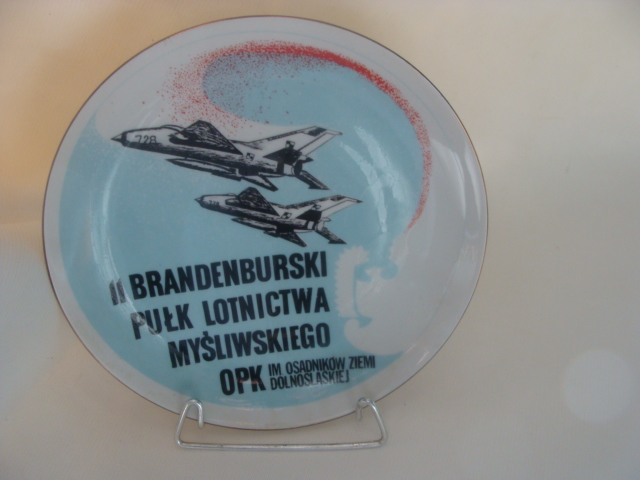 728
11 BRANDENBURSKI
PUŁK LOTNICTWA
MYŚLIWSKIEGO
OPK IM OSADNIKÓW ZIEMI
DOLNOŚLĄSKIEJ